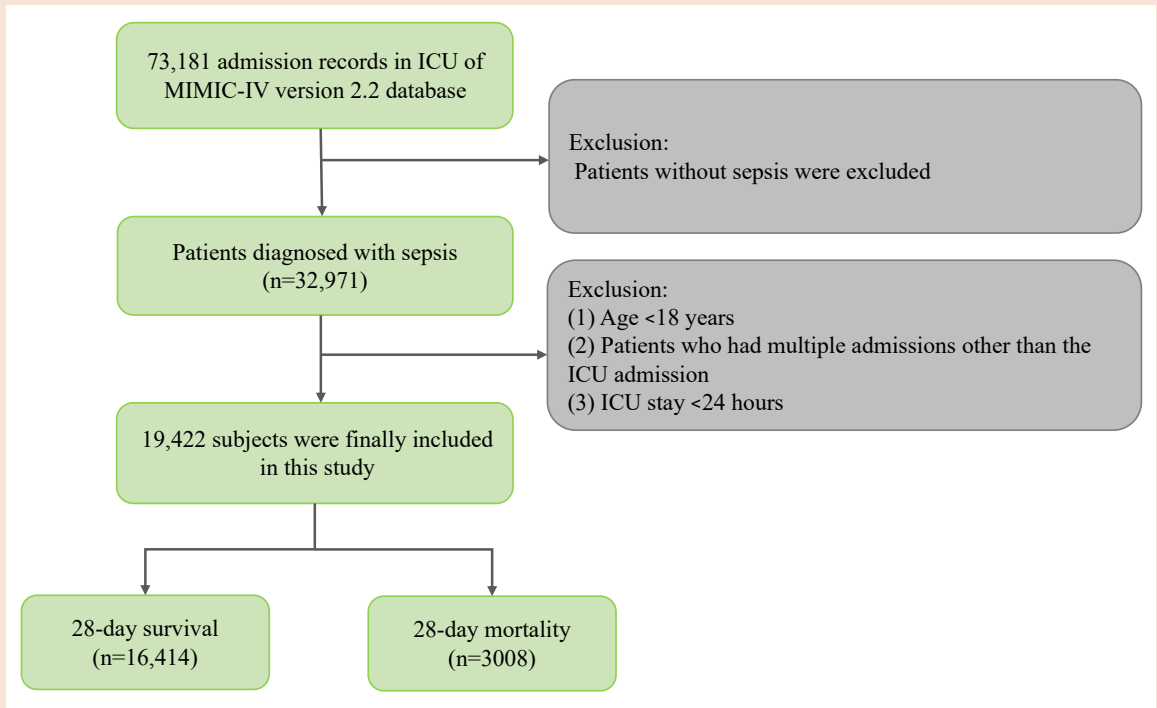 73,181 admission records in ICU of
MIMIC-IV version 2.2 database
Exclusion:
Patients without sepsis were excluded
Patients diagnosed with sepsis
(n=32,971)
Exclusion:
(1) Age <18 years
(2) Patients who had multiple admissions other than the
ICU admission
(3) ICU stay <24 hours
19,422 subjects were finally included
in this study
28-day survival
(n=16,414)
28-day mortality
(n=3008)